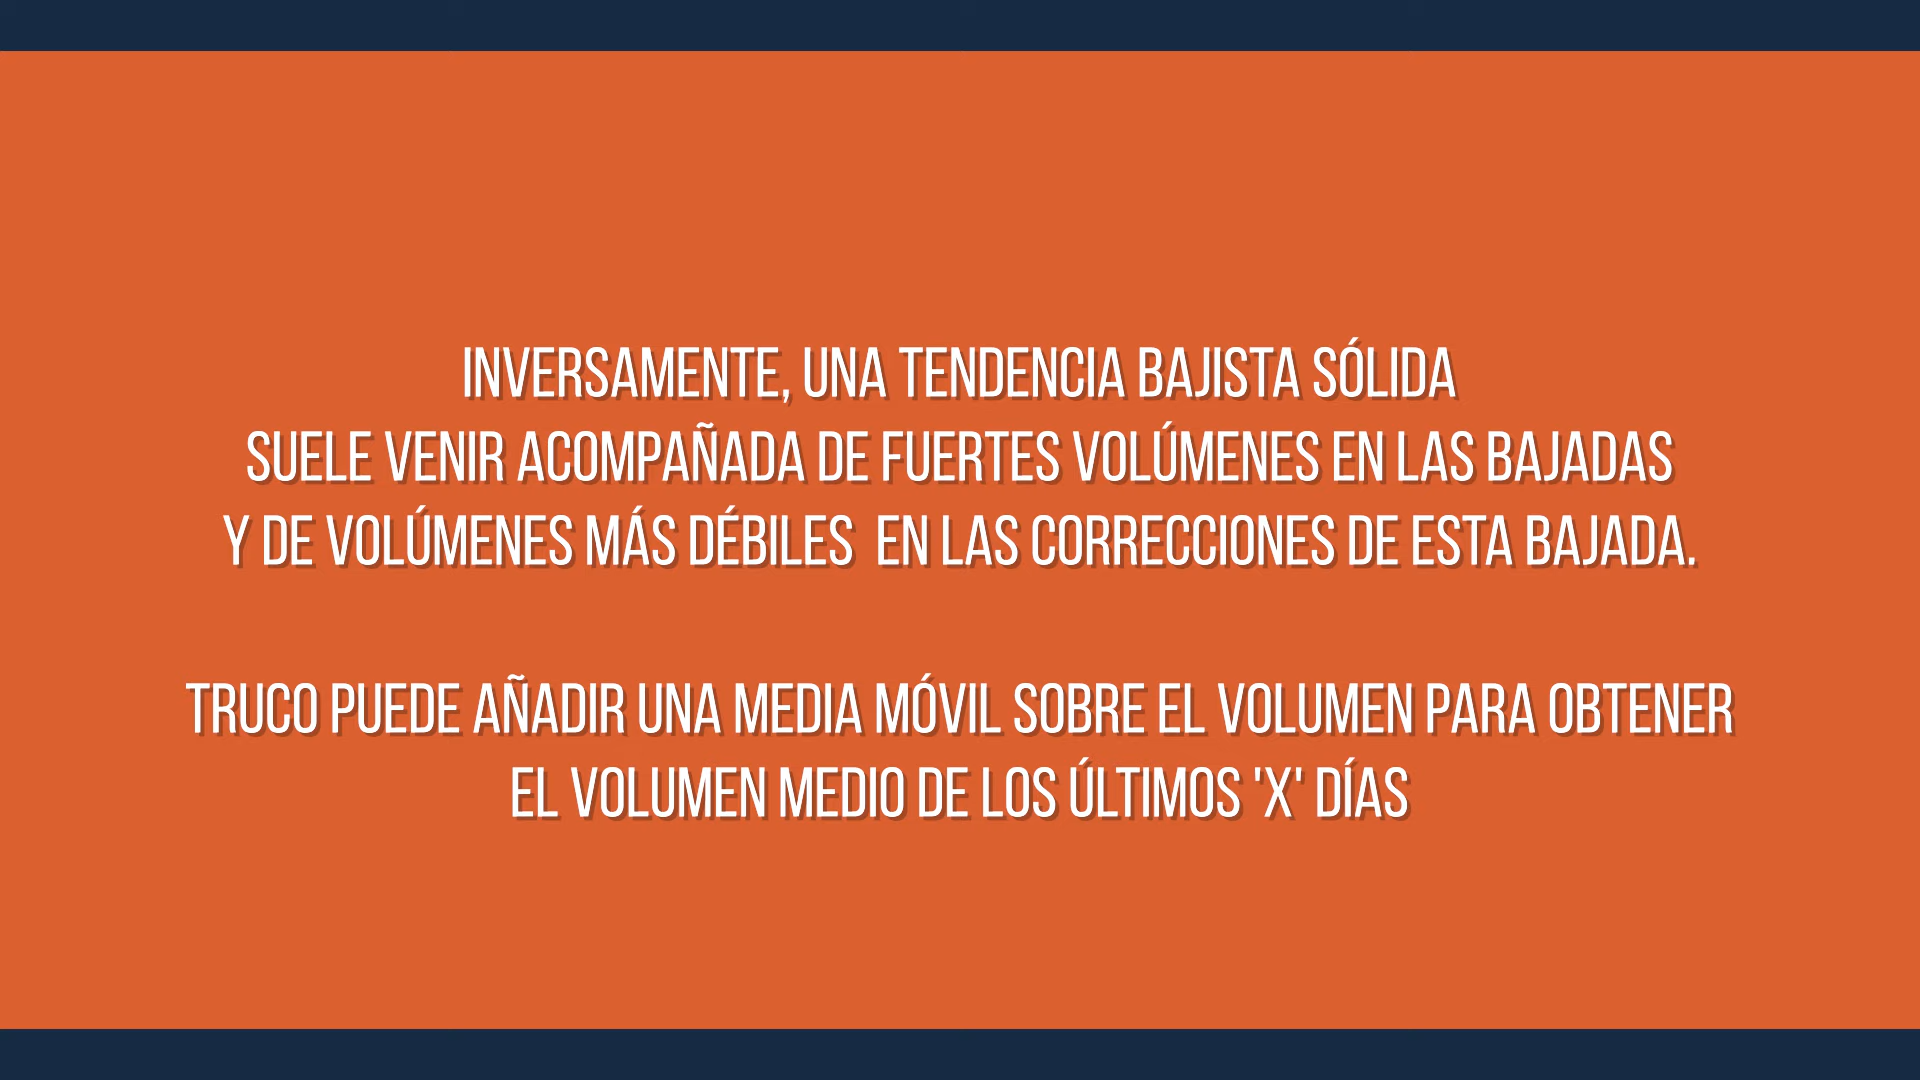 INVERSAMENTE, UNA TENDENCIA BAJISTA SÓLIDA
SUELE VENIR ACOMPAÑADA DE FUERTES VOLÚMENES EN LAS BAJADAS
Y DE VOLÚMENES MÁS DÉBILES  EN LAS CORRECCIONES DE ESTA BAJADA.
TRUCO PUEDE AÑADIR UNA MEDIA MÓVIL SOBRE EL VOLUMEN PARA OBTENER
EL VOLUMEN MEDIO DE LOS ÚLTIMOS 'X' DÍAS